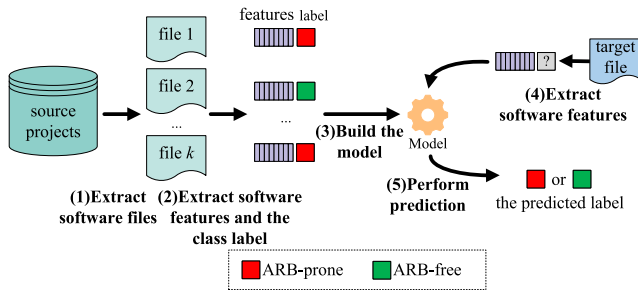 features label
file 1
source
projects
file 2
...
file k
...
(1)Extract
software files
(2)Extract software
features and the
class label
(3)Build the
model
Model
?
target
file
(4)Extract
software features
(5)Perform
prediction
or
the predicted label
ARB-prone
ARB-free